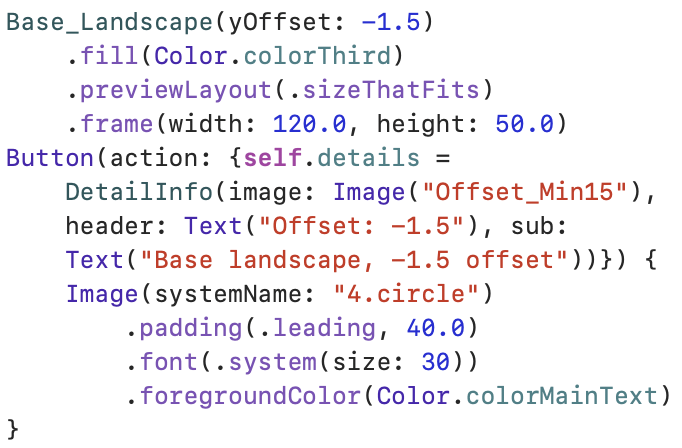 Base_Landscape(yOffset: -1.5)
    .fill(Color.colorThird)
    .previewLayout(.sizeThatFits)
    .frame(width: 120.0, height: 50.0)
Button(action: {self.details =
    DetailInfo(image: Image("Offset_Min15"),
    header: Text("Offset: -1.5"), sub:
    Text("Base landscape, -1.5 offset"))}) {
    Image(systemName: "4.circle")
        .padding(.leading, 40.0)
        .font(.system(size: 30))
        .foregroundColor(Color.colorMainText)
}